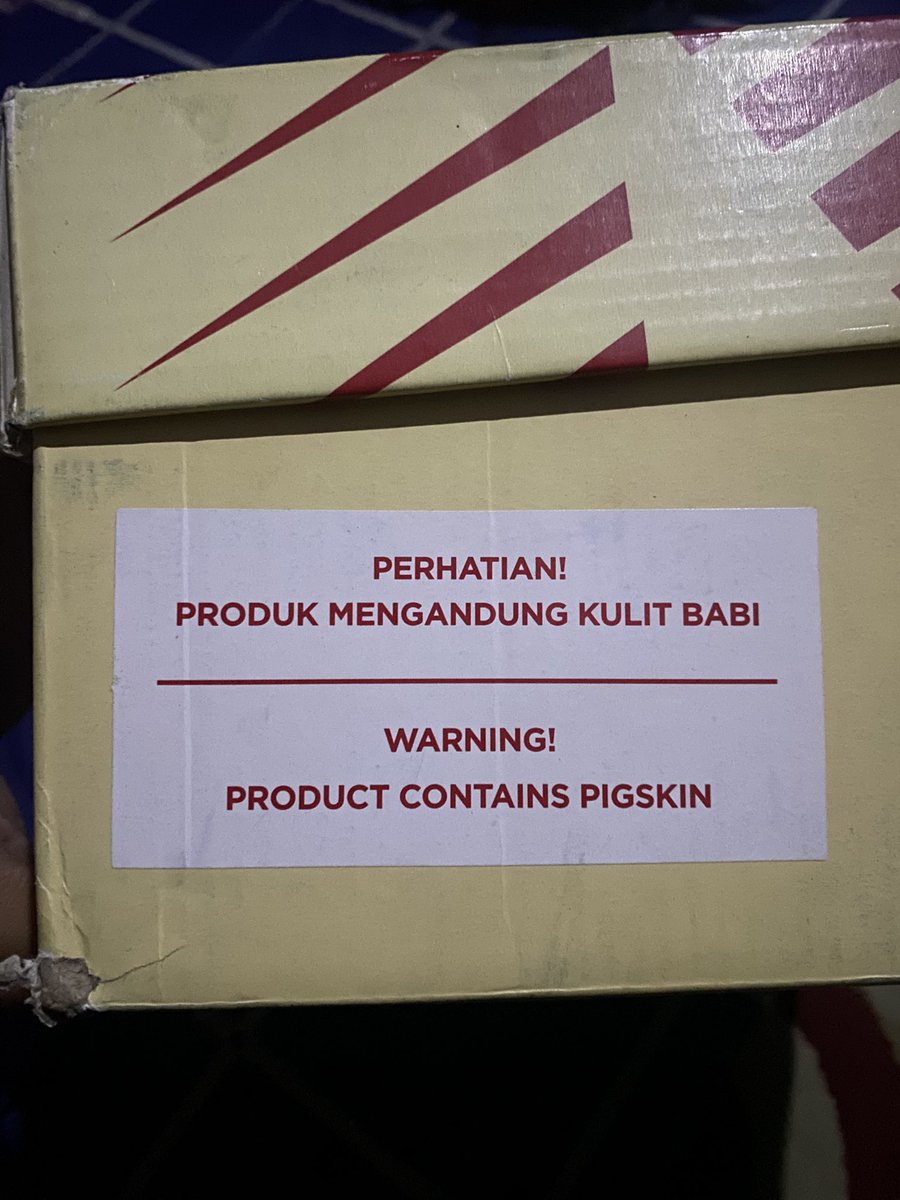 PERHATIAN!
PRODUK MENGANDUNG KULIT BABI
WARNING!
PRODUCT CONTAINS PIGSKIN